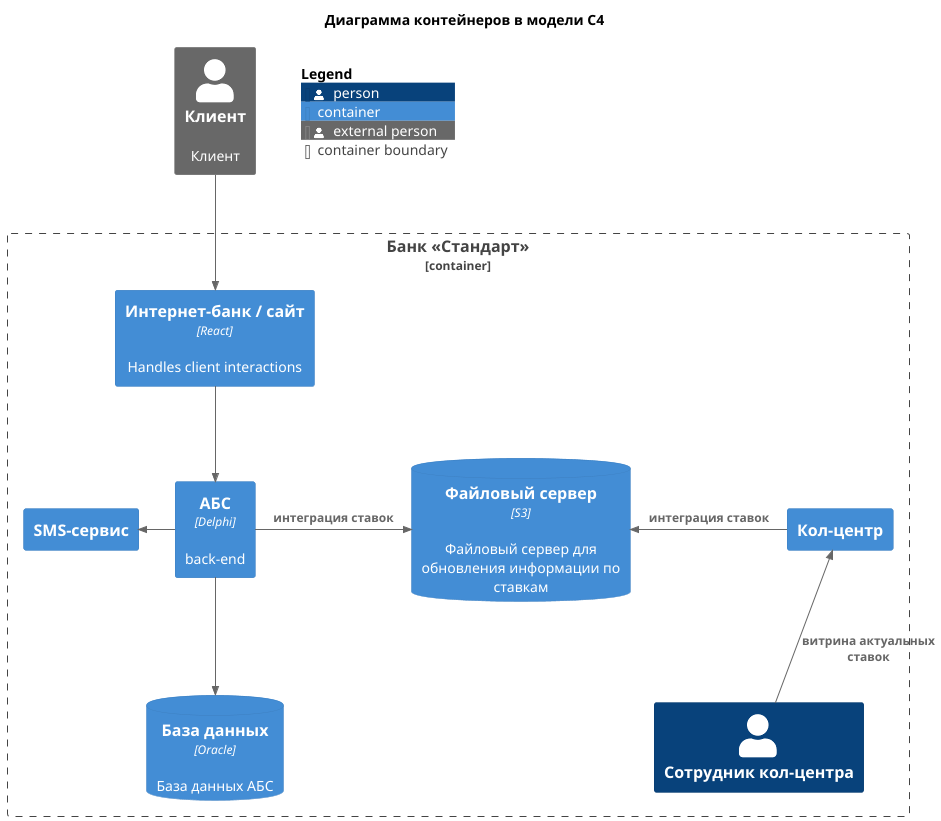 Диаграмма контейнеров в модели C4
Клиент
Клиент
Legend
person
container
external person
container boundary
Банк «Стандарт»
[container]
Интернет-банк / сайт
[React]
Handles client interactions
SMS-сервис
АБС
[Delphi]
back-end
интеграция ставок
Файловый сервер
[S3]
Файловый сервер для
обновления информации по
ставкам
интеграция ставок
Кол-центр
витрина актуальных
ставок
База данных
[Oracle]
База данных АБС
Сотрудник кол-центра